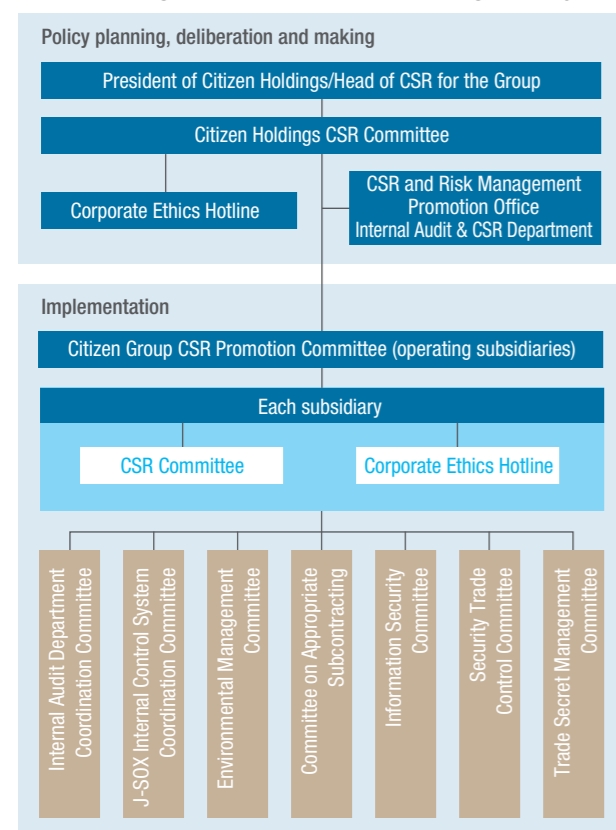 Policy planning, deliberation and making
President of Citizen Holdings/Head of CSR for the Group
Citizen Holdings CSR Committee
Corporate Ethics Hotline
CSR and Risk Management
Promotion Office
Internal Audit & CSR Department
Implementation
Citizen Group CSR Promotion Committee (operating subsidiaries)
Each subsidiary
CSR Committee
Corporate Ethics Hotline
Internal Audit Department
Coordination Committee
J-SOX Internal Control System
Coordination Committee
Environmental Management
Committee
Committee on Appropriate
Subcontracting
Information Security
Committee
Security Trade
Control Committee
Trade Secret Management
Committee